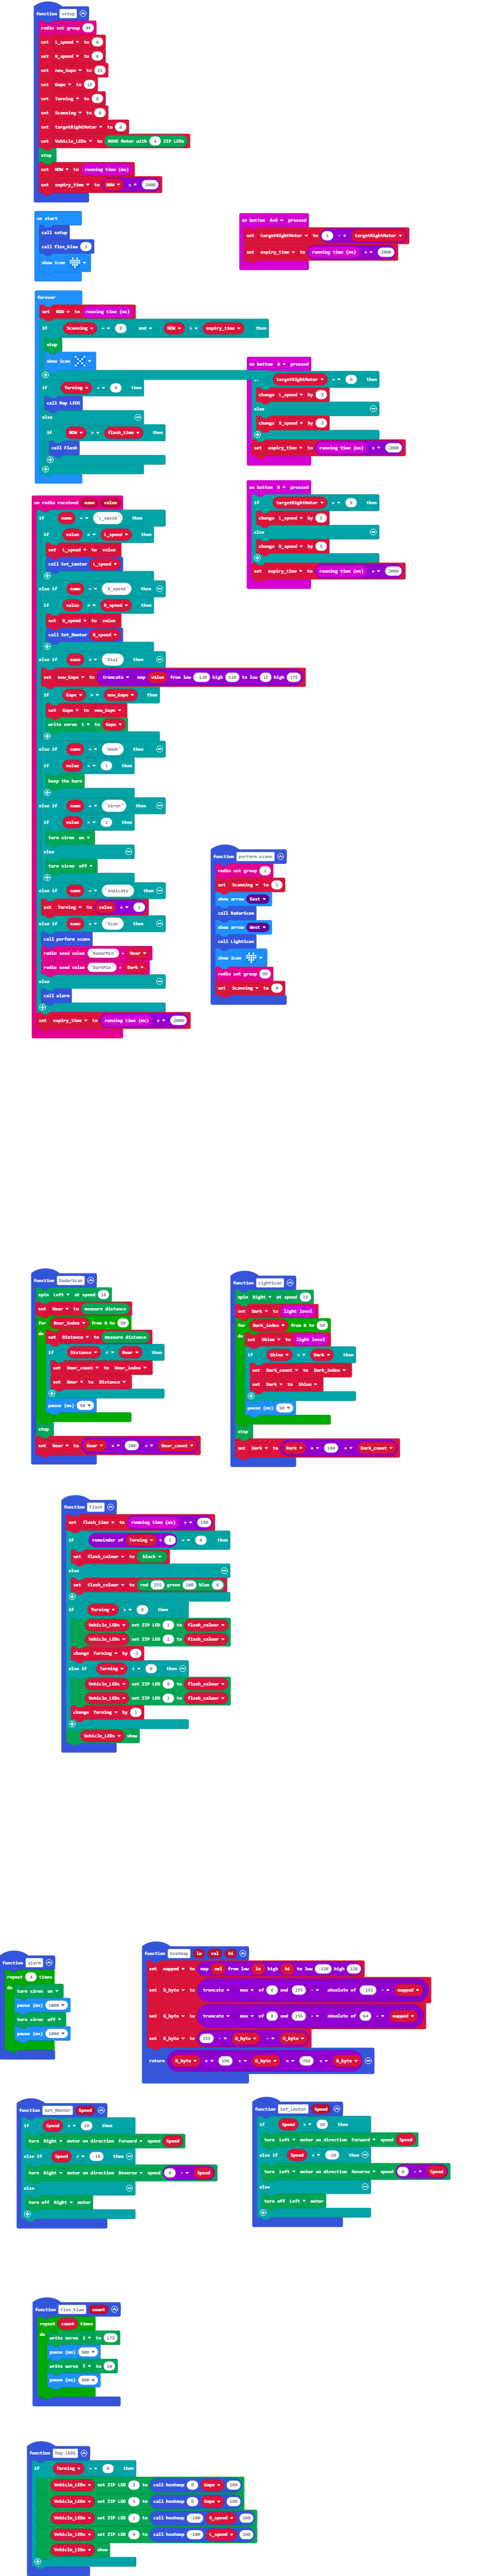 function setup
radio set group 99
set L_speed to 0
set R_speed to 0
set new_Gape to 15
set Gape to 15
set Turning to 0
set Scanning to 0
set targetRightMotor to 0
set Vehicle_LEDs to MOVE Motor with 4 ZIP LEDs
stop
set NOW to running time (ms)
set expiry_time to NOW + 2000
on start
call setup
call flex_klaw 3
show icon
on button A+B pressed
set targetRightMotor to 1 - targetRightMotor
set expiry_time to running time (ms) + 2000
forever
set NOW to running time (ms)
if Scanning = 0 and NOW > expiry_time then
stop
show icon
if Turning = 0 then
call Map LEDS
else
if NOW > flash_time then
call Flash
on button A pressed
targetRightMotor = 0 then
change L_speed by -5
else
change R_speed by -5
set expiry_time to running time (ms) + 2000
on button B pressed
if targetRightMotor = 0 then
change L_speed by 5
else
change R_speed by 5
set expiry_time to running time (ms) + 2000
on radio received name value
if name = "L_speed" then
if value ≠ L_speed then
set L_speed to value
call Set_Lmotor L_speed
else if name = "R_speed" then
if value ≠ R_speed then
set R_speed to value
call Set_Rmotor R_speed
else if name = "Dial" then
set new_Gape to truncate map value from low -120 high 120 to low 15 high 175
if Gape ≠ new_Gape then
set Gape to new_Gape
write servo 1 to Gape
else if name = "Honk" then
if value = 1 then
beep the horn
else if name = "Siren" then
if value = 1 then
turn siren on
else
turn siren off
else if name = "Indicate" then
set Turning to value × 2
else if name = "Scan" then
call perform scans
radio send value "RadarMin" = Near
radio send value "DarkMin" = Dark
else
call alarm
set expiry_time to running time (ms) + 2000
function perform scans
radio set group 1
set Scanning to 1
show arrow East
call RadarScan
show arrow West
call LightScan
show icon
radio set group 99
set Scanning to 0
function RadarScan
spin Left at speed 18
set Near to measure distance
for Near_index from 0 to 50
do set Distance to measure distance
if Distance < Near then
set Near_count to Near_index
set Near to Distance
pause (ms) 50
stop
set Near to Near × 100 + Near_count
function LightScan
spin Right at speed 18
set Dark to light level
for Dark_index from 0 to 50
do set Shine to light level
if Shine < Dark then
set Dark_count to Dark_index
set Dark to Shine
pause (ms) 50
stop
set Dark to Dark × 100 + Dark_count
function Flash
set flash_time to running time (ms) + 150
if remainder of Turning ÷ 2 = 0 then
set flash_colour to black
else
set flash_colour to red 255 green 100 blue 0
if Turning > 0 then
Vehicle_LEDs set ZIP LED 1 to flash_colour
Vehicle_LEDs set ZIP LED 2 to flash_colour
change Turning by -1
else if Turning < 0 then
Vehicle_LEDs set ZIP LED 0 to flash_colour
Vehicle_LEDs set ZIP LED 3 to flash_colour
change Turning by 1
Vehicle_LEDs show
function alarm
repeat 4 times
do turn siren on
pause (ms) 1000
turn siren off
pause (ms) 1000
function heatmap lo val hi
set mapped to map val from low lo high hi to low -320 high 320
set B_byte to truncate max of 0 and 255 - absolute of -192 - mapped
set G_byte to truncate max of 0 and 255 - absolute of 64 - mapped
set R_byte to 255 - B_byte - G_byte
return R_byte × 256 + G_byte × 256 + B_byte
function Set_Rmotor Speed
if Speed > 10 then
turn Right motor on direction Forward speed Speed
else if Speed < -10 then
turn Right motor on direction Reverse speed 0 - Speed
else
turn off Right motor
function Set_Lmotor Speed
if Speed > 10 then
turn Left motor on direction Forward speed Speed
else if Speed < -10 then
turn Left motor on direction Reverse speed 0 - Speed
else
turn off Left motor
function flex_klaw count
repeat count times
do write servo 1 to 175
pause (ms) 500
write servo 1 to
pause (ms) 500
function Map LEDS
if Turning = 0 then
Vehicle_LEDs set ZIP LED 2 to call heatmap 0 Gape 180
Vehicle_LEDs set ZIP LED 3 to call heatmap 0 Gape 180
Vehicle_LEDs set ZIP LED 1 to call heatmap -100 R_speed 100
Vehicle_LEDs set ZIP LED 0 to call heatmap -100 L_speed 100
Vehicle_LEDs show